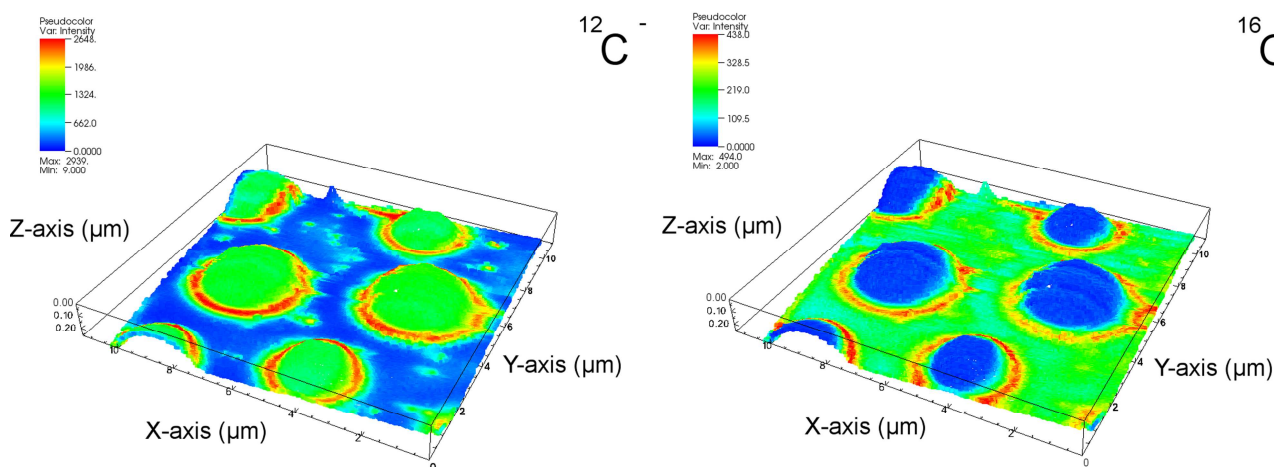 Pseudocolor
Var: Intensity
2648.
1986.
1324.
662.0
0.0000
Max: 2939.
Min: 9.000
12C -
Z-axis (µm)
0.00
0.10
0.20
10
8
6
4
2
0
X-axis (µm)
2
4
6
8
10
Y-axis (µm)
Pseudocolor
Var: Intensity
438.0
328.5
219.0
109.5
0.0000
Max: 494.0
Min: 2.000
16
Z-axis (µm)
0.00
0.10
0.20
10
8
6
4
2
0
X-axis (µm)
2
4
6
8
10
Y-axis (µm)